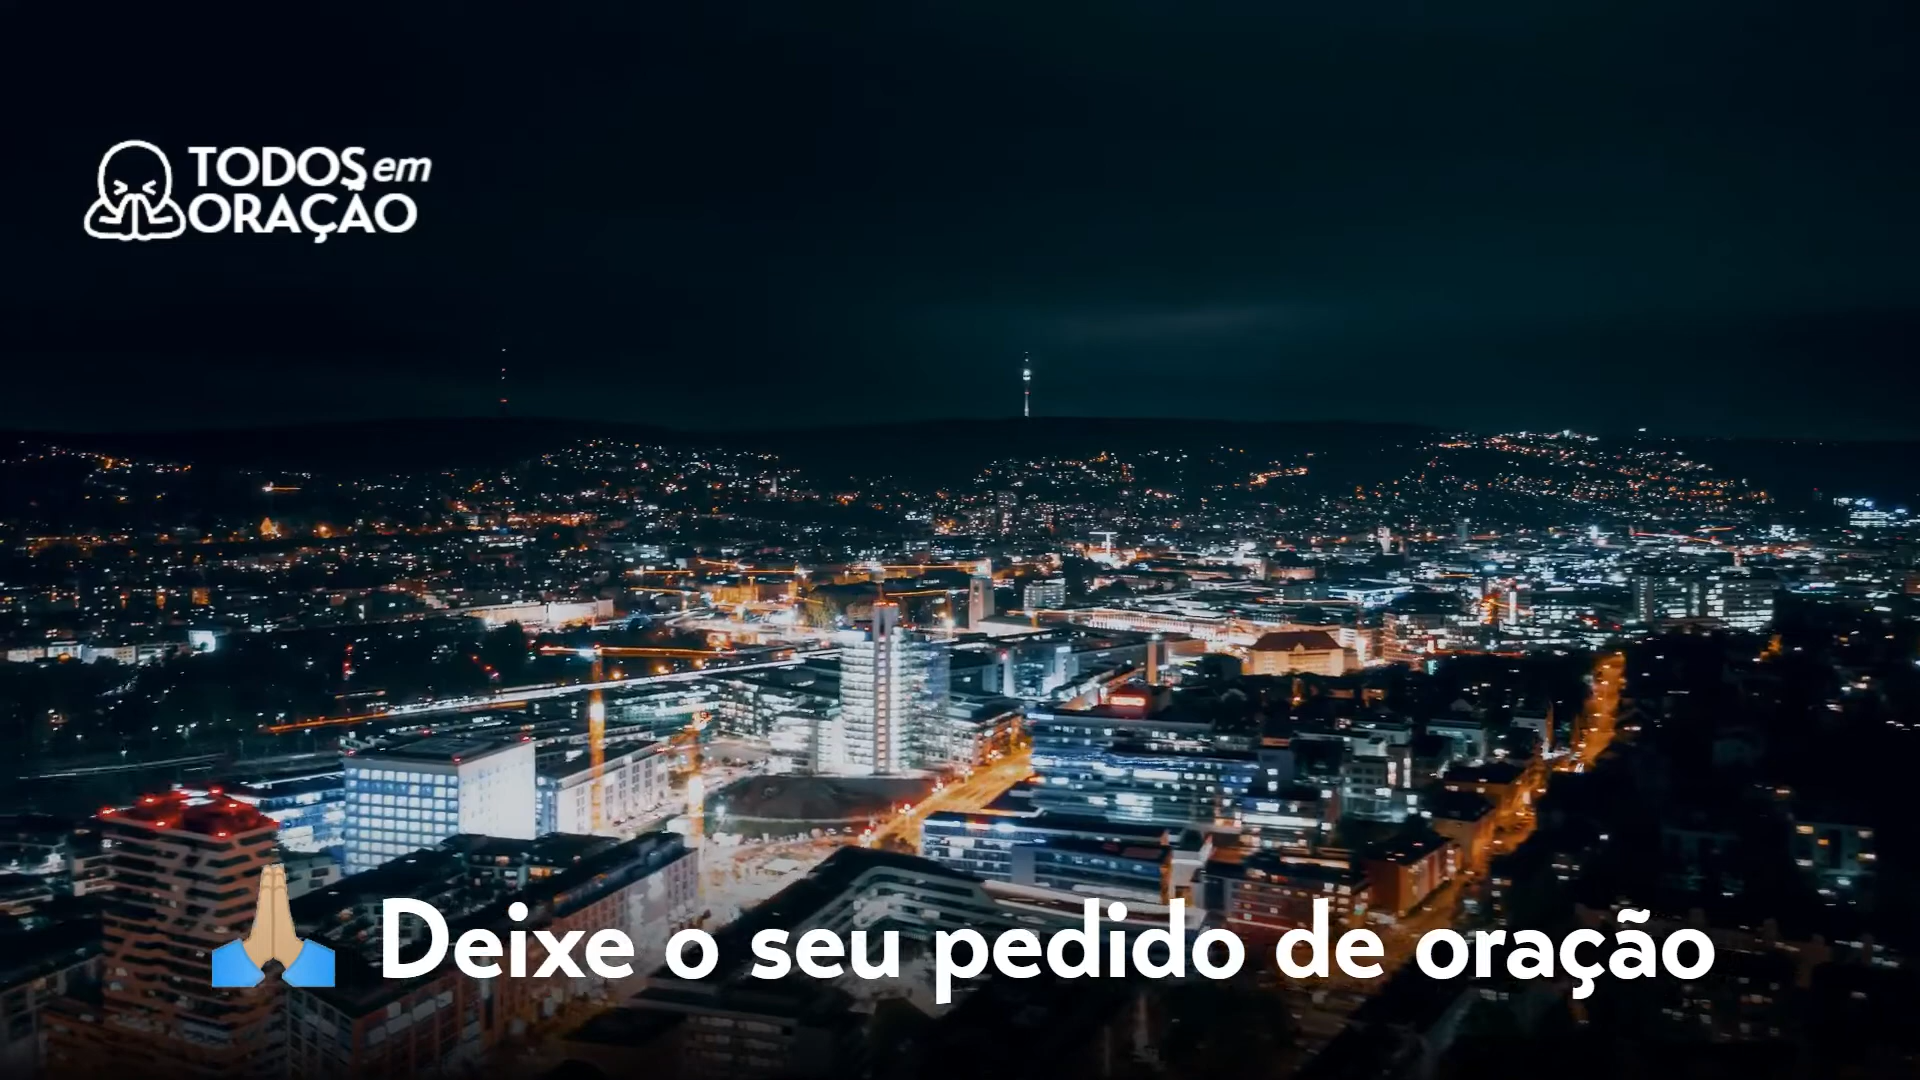 TODOS em
ORAÇÃO
🙏🏼 Deixe o seu pedido de oração